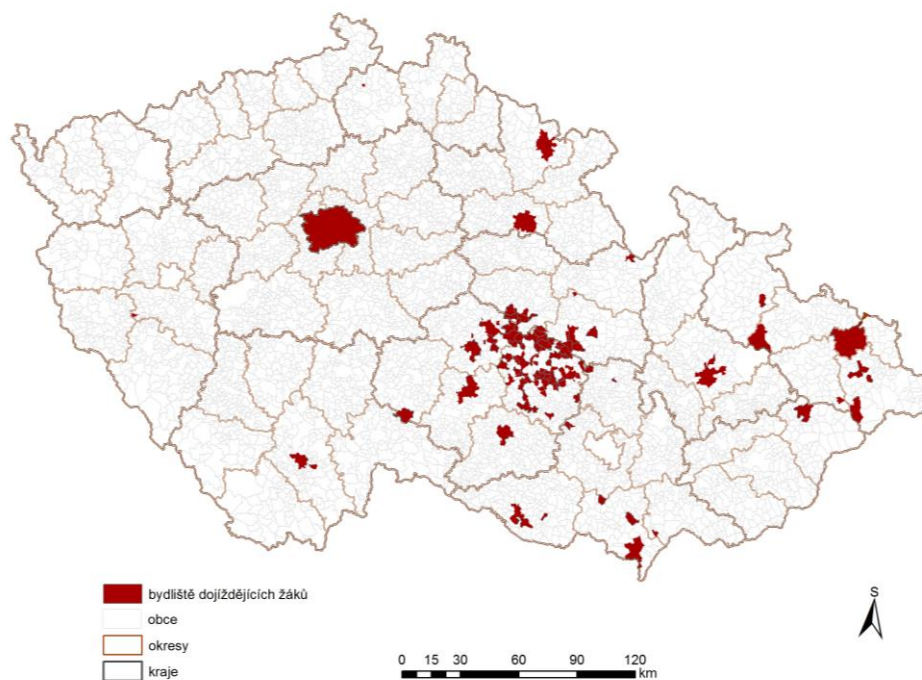 bydliště dojíždějících žáků
obce
okresy
kraje
S
0 15 30 60 90 120
km